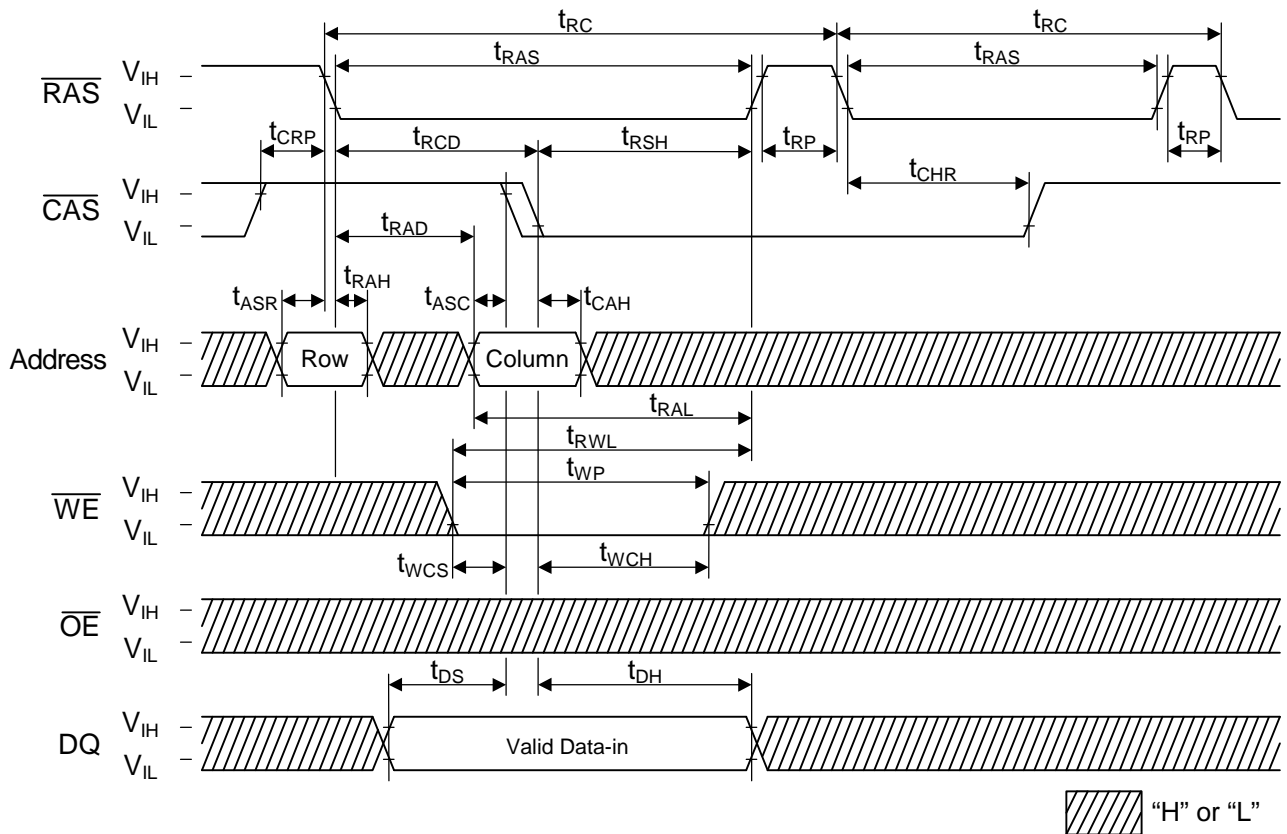 tRC tRC
tRAS tRAS
RAS VIH
VIL
tCRP tRCD tRSH tRP tRP
tCHR
CAS VIH
VIL
tRAD
tASR tRAH tASC tCAH
Address VIH
VIL
Row Column
tRAL
tRWL
tWP
WE VIH
VIL
tWCS tWCH
OE VIH
VIL
tDS tDH
DQ VIH
VIL
Valid Data-in
“H” or “L”